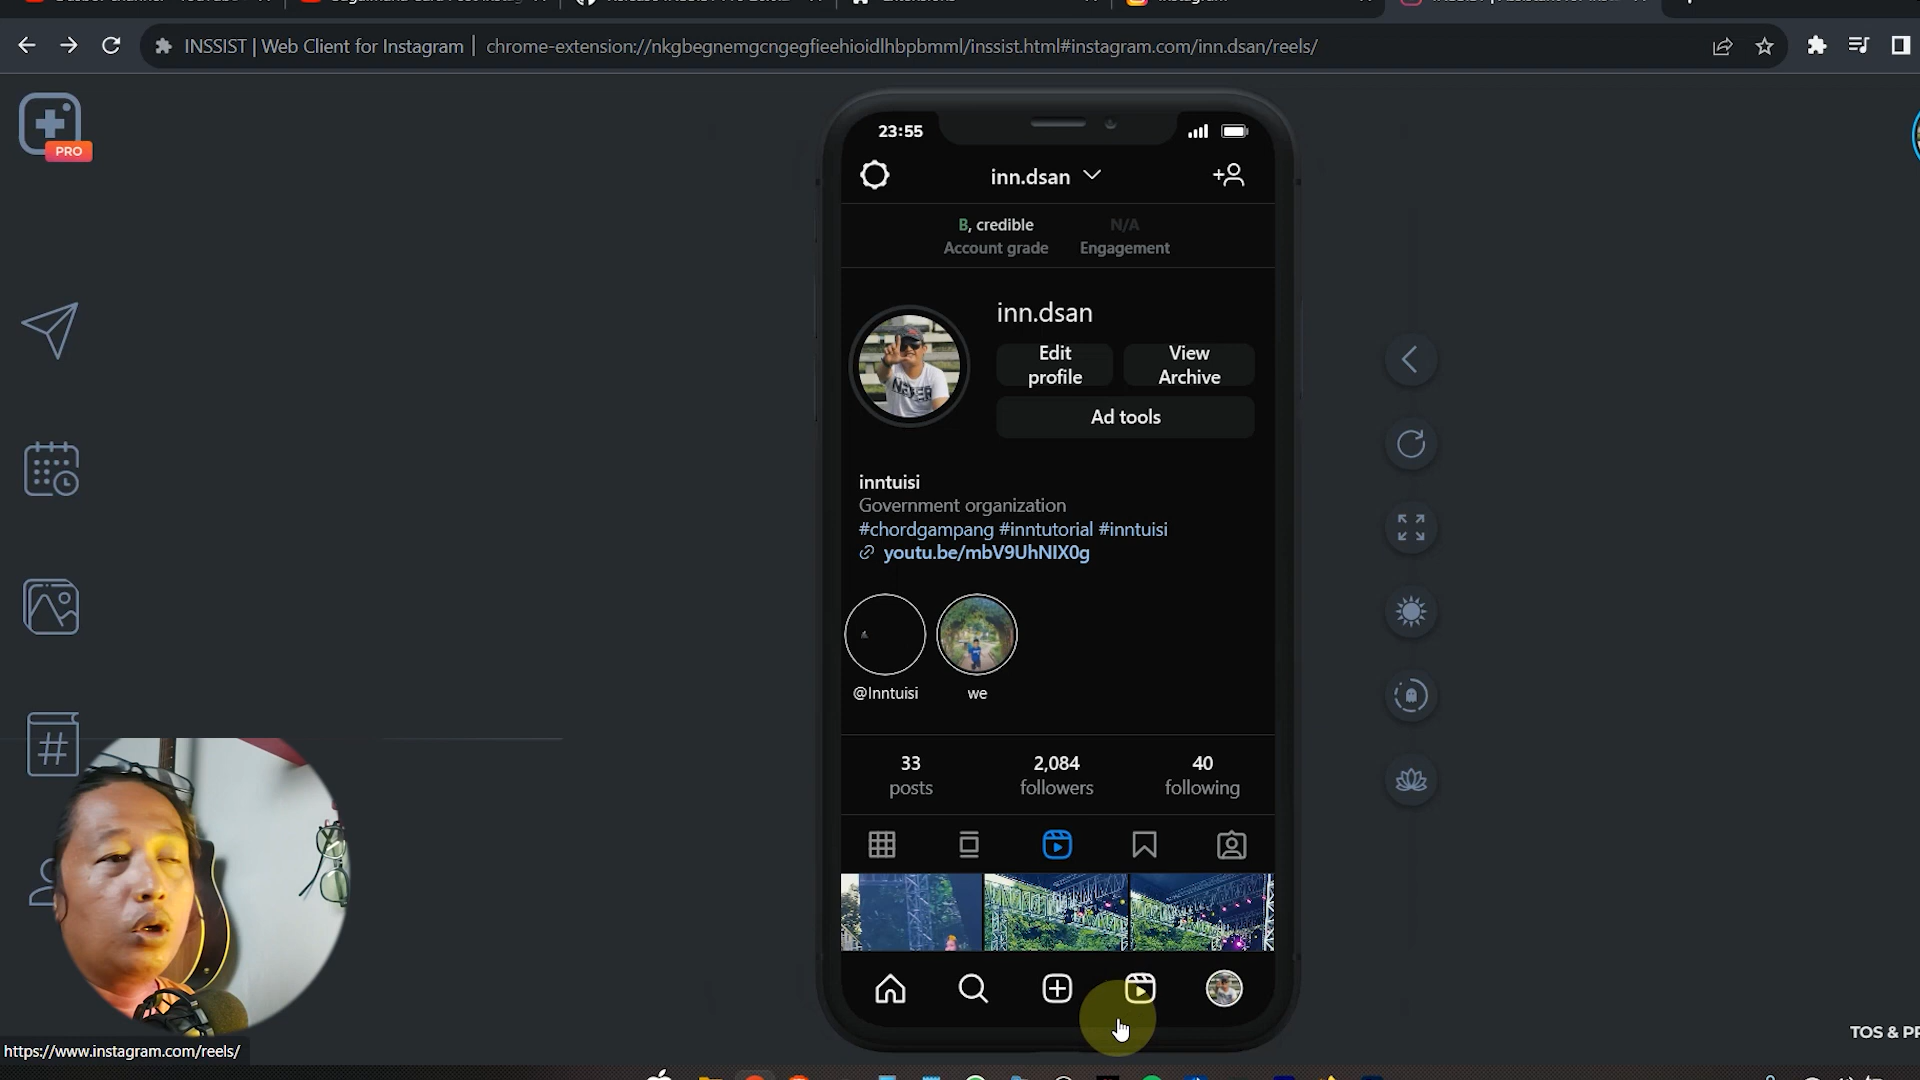 INSSIST | Web Client for Instagram | chrome-extension://nkgbegnemgcngegfieehioidlhbpbmml/inssist.html#instagram.com/inn.dsan/reels/
PRO
23:55
inn.dsan
B, credible
N/A
Account grade
Engagement
inn.dsan
Edit profile
View Archive
Ad tools
inntuisi
Government organization
#chordgampang #inntutorial #inntuisi
youtu.be/mbV9UhNIX0g
@Inntuisi
we
33
2,084
40
posts
followers
following
NEVER
#
TOS & PR
https://www.instagram.com/reels/